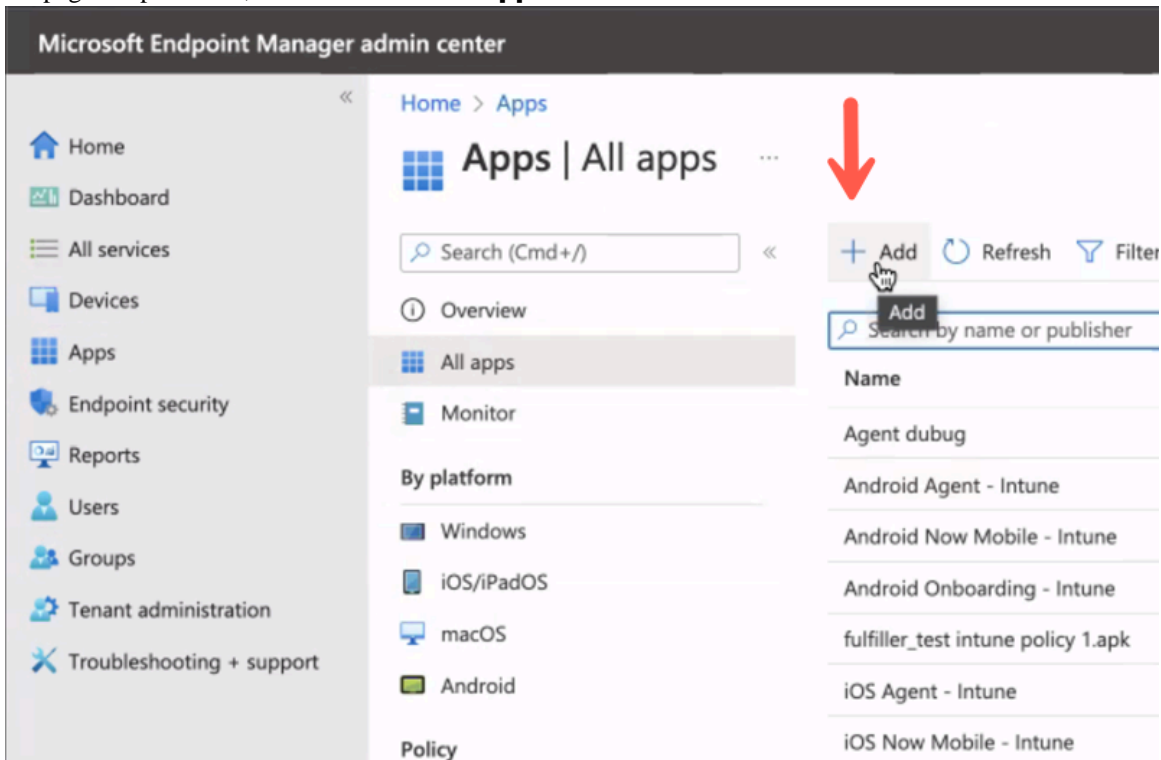 Microsoft Endpoint Manager admin center
«
Home
Dashboard
All services
Devices
Apps
Endpoint security
Reports
Users
Groups
Tenant administration
Troubleshooting + support
Home > Apps
Apps | All apps ...
Search (Cmd+/) «
Overview
All apps
Monitor
By platform
Windows
iOS/iPadOS
macOS
Android
Policy
+ Add Refresh Filter
Add
Search by name or publisher
Name
Agent dubug
Android Agent - Intune
Android Now Mobile - Intune
Android Onboarding - Intune
fulfiller_test intune policy 1.apk
iOS Agent - Intune
iOS Now Mobile - Intune